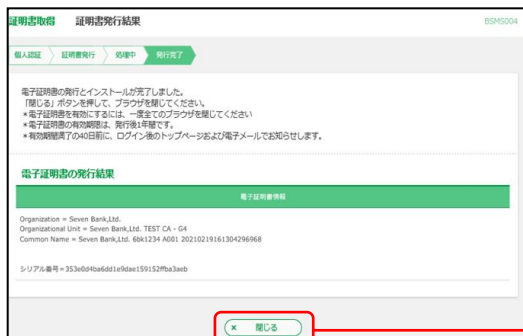 証明書取得 証明書発行結果 BSMS004
個人認証 証明書発行 処理中 発行完了
電子証明書の発行とインストールが完了しました。
「閉じる」ボタンを押して、ブラウザを閉じてください。
*電子証明書を有効にするには、一度全てのブラウザを閉じてください
*電子証明書の有効期限は、発行後1年間です。
*有効期間満了の40日前に、ログイン後のトップページおよび電子メールでお知らせします。
電子証明書の発行結果
電子証明書情報
Organization = Seven Bank,Ltd.
Organizational Unit = Seven Bank,Ltd. TEST CA - G4
Common Name = Seven Bank,Ltd. 6bk1234 A001 20210219161304296968
シリアル番号=353e0d4ba6dd1e9dae159152ffba3aeb
× 閉じる